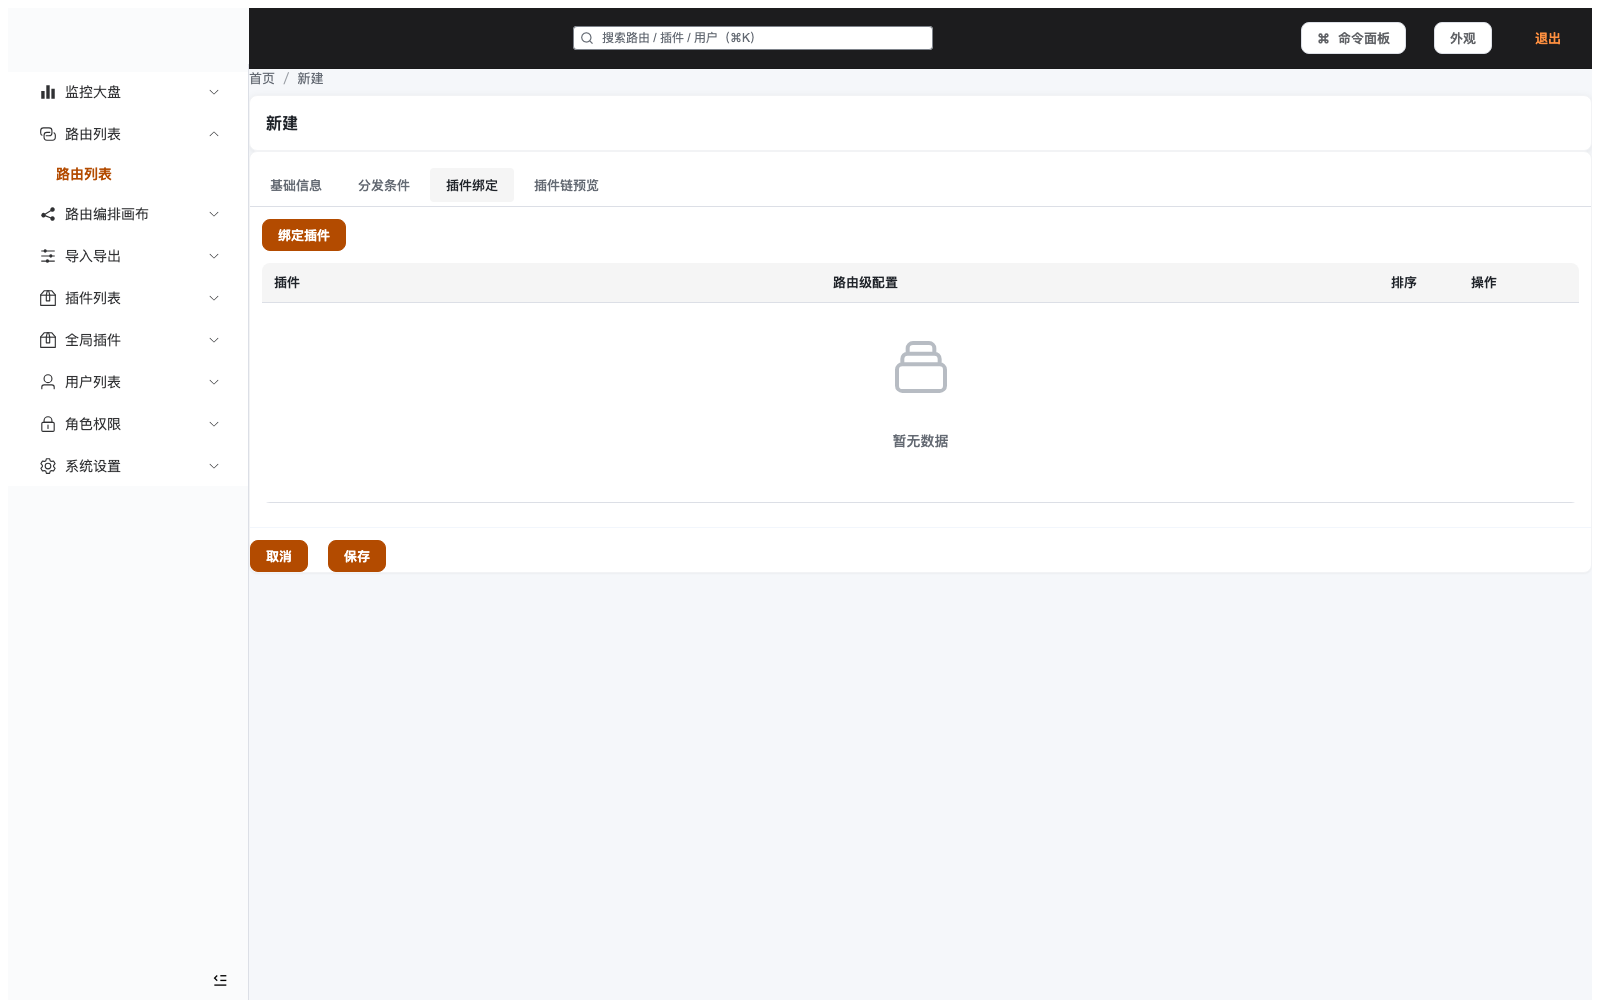 搜索路由 / 插件 / 用户（⌘K）
⌘ 命令面板
外观
退出
监控大盘
路由列表
路由列表
路由编排画布
导入导出
插件列表
全局插件
用户列表
角色权限
系统设置
首页 / 新建
新建
基础信息 分发条件 插件绑定 插件链预览
绑定插件
插件 路由级配置 排序 操作
暂无数据
取消 保存